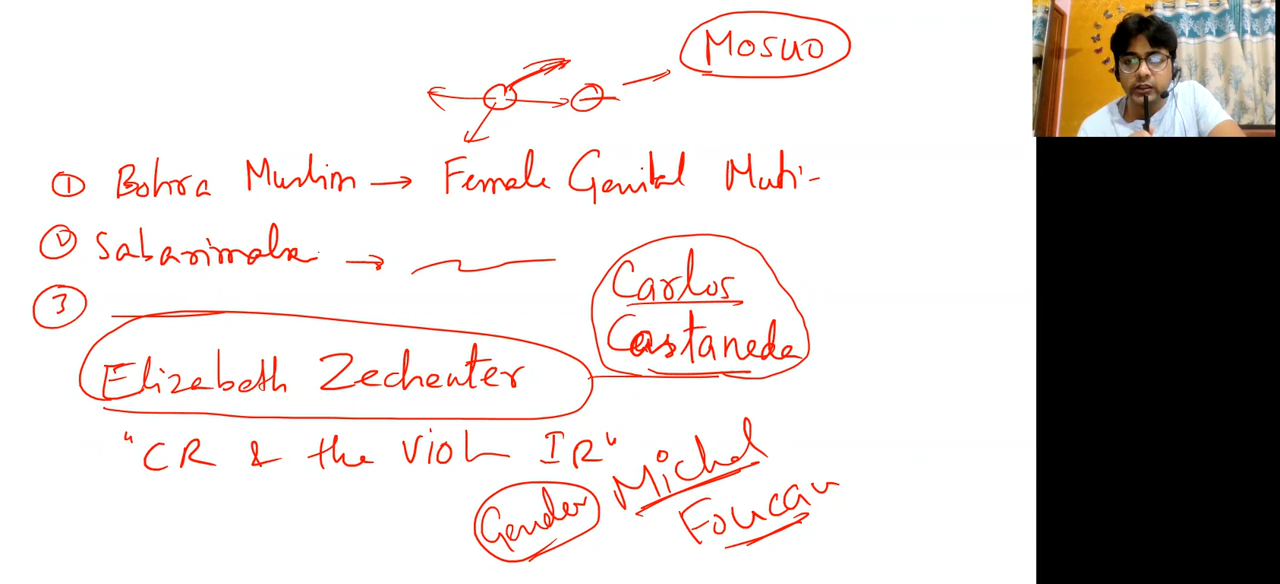 Mosuo
① Bohra Muslim → Female Genital Muti-
② Sabarimala →
③
Carlos
Castaneda
Elizabeth Zechenter
"CR & the Viol IR"
Gender
Michel
Foucau